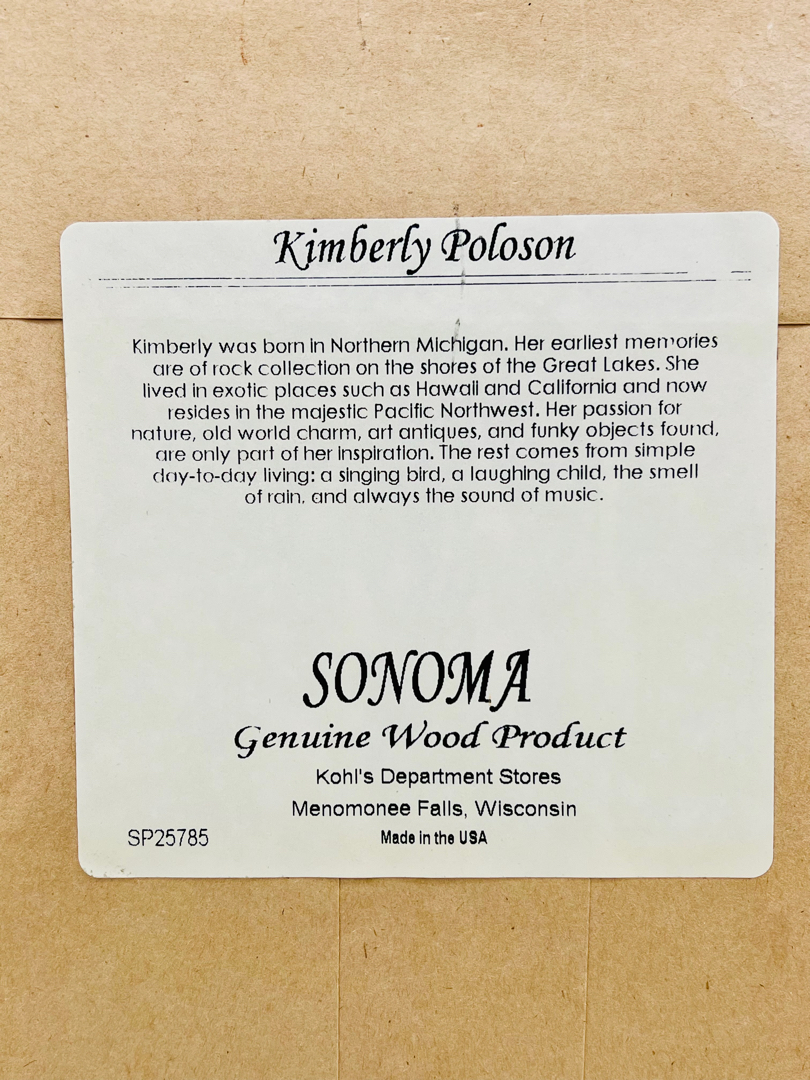 Kimberly Poloson
Kimberly was born in Northern Michigan. Her earliest memories
are of rock collection on the shores of the Great Lakes. She
lived in exotic places such as Hawaii and California and now
resides in the majestic Pacific Northwest. Her passion for
nature, old world charm, art antiques, and funky objects found,
are only part of her inspiration. The rest comes from simple
day-to-day living: a singing bird, a laughing child, the smell
of rain, and always the sound of music.
SONOMA
Genuine Wood Product
Kohl's Department Stores
Menomonee Falls, Wisconsin
SP25785
Made in the USA